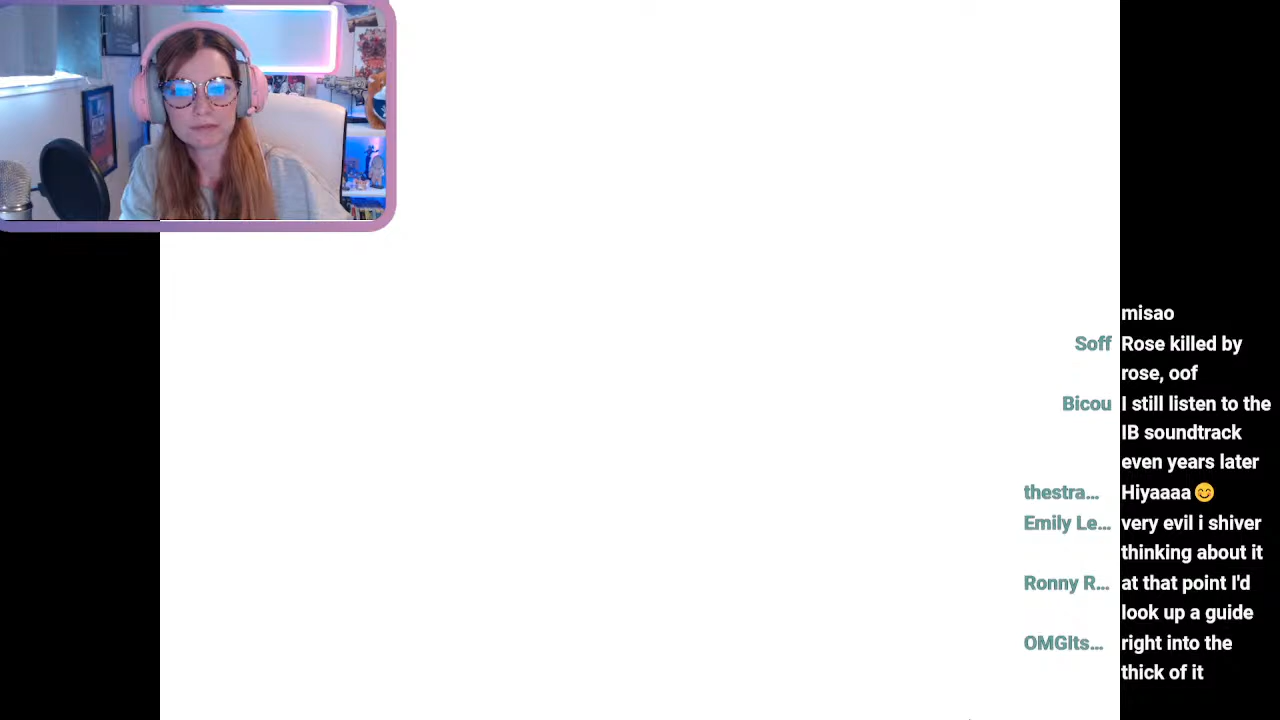 misao
Soff Rose killed by
rose, oof
Bicou I still listen to the
IB soundtrack
even years later
thestra... Hiyaaaa😊
Emily Le... very evil i shiver
thinking about it
Ronny R... at that point I'd
look up a guide
OMGIts... right into the
thick of it